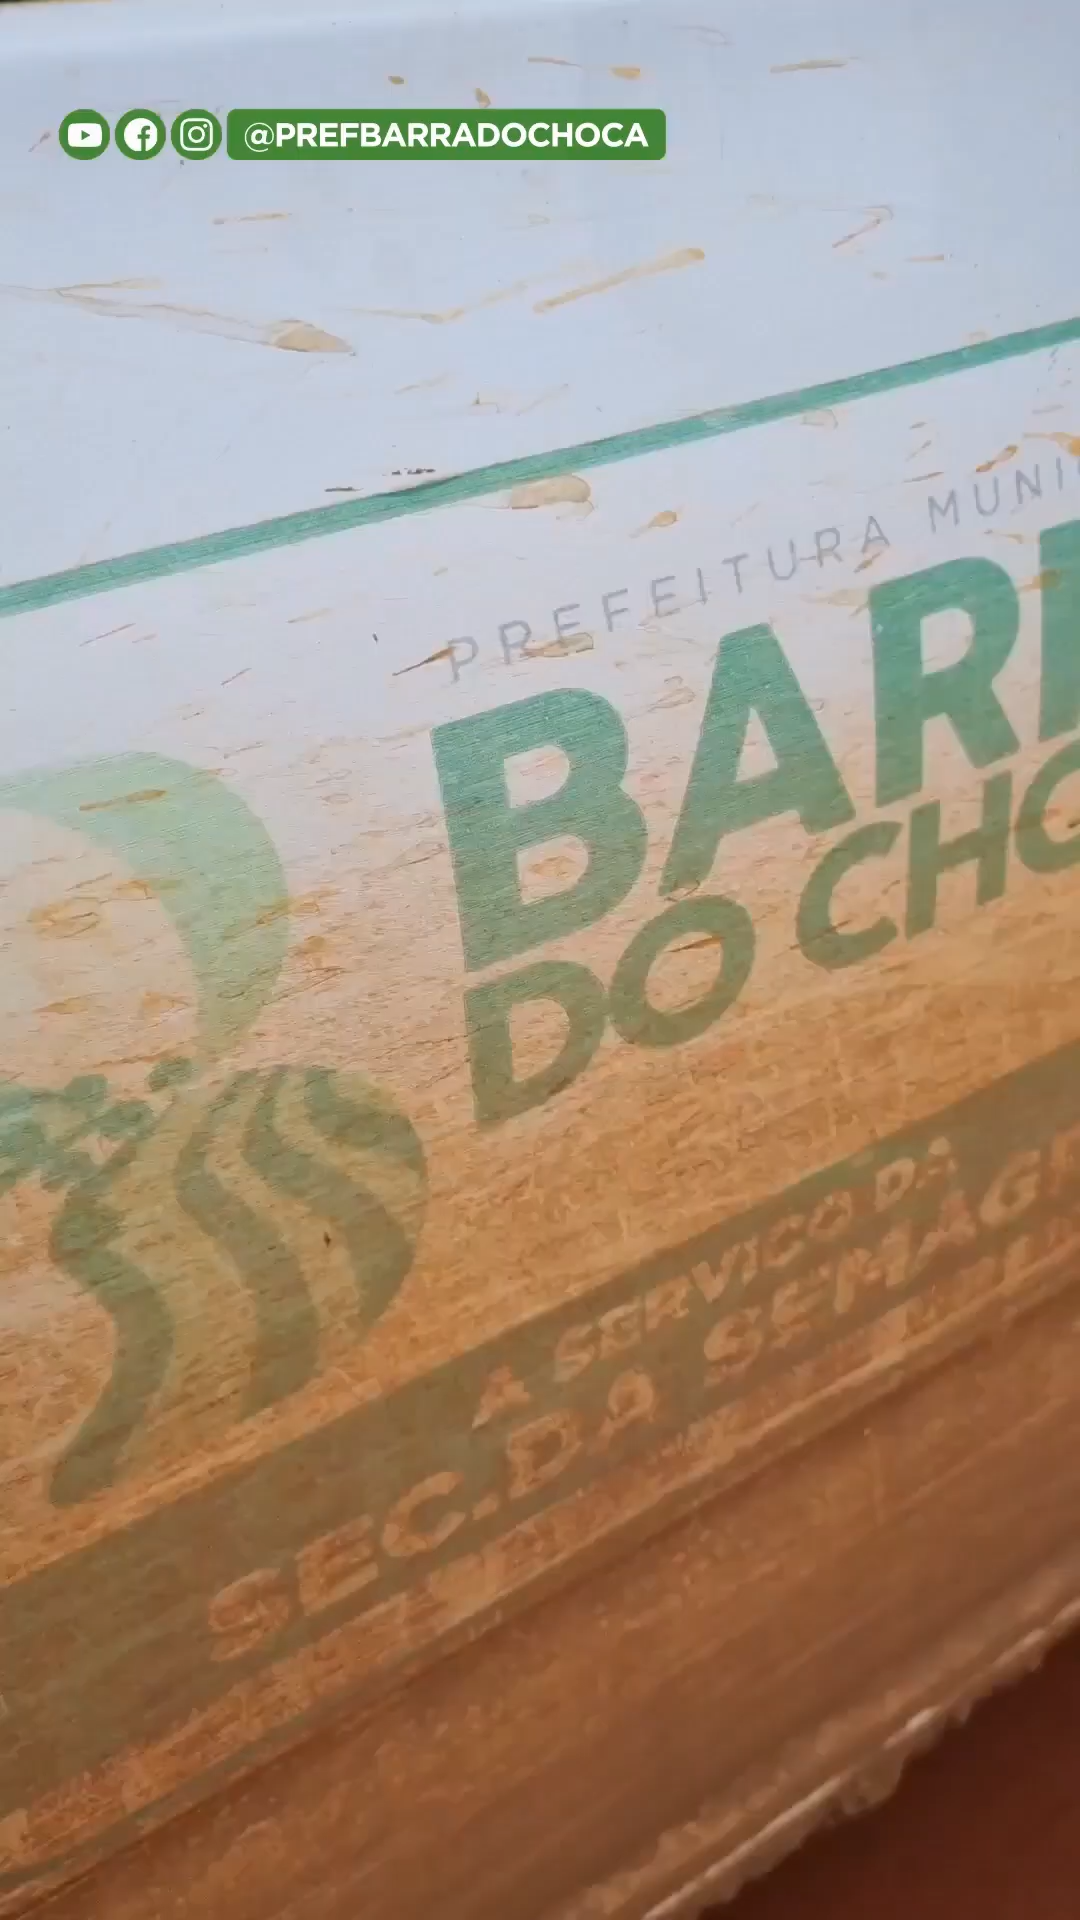 @PREFBARRADOCHOCA
PREFEITURA MUNI
BAR
DO CHO
A SERVIÇO DA
SEC. DA SEMAG